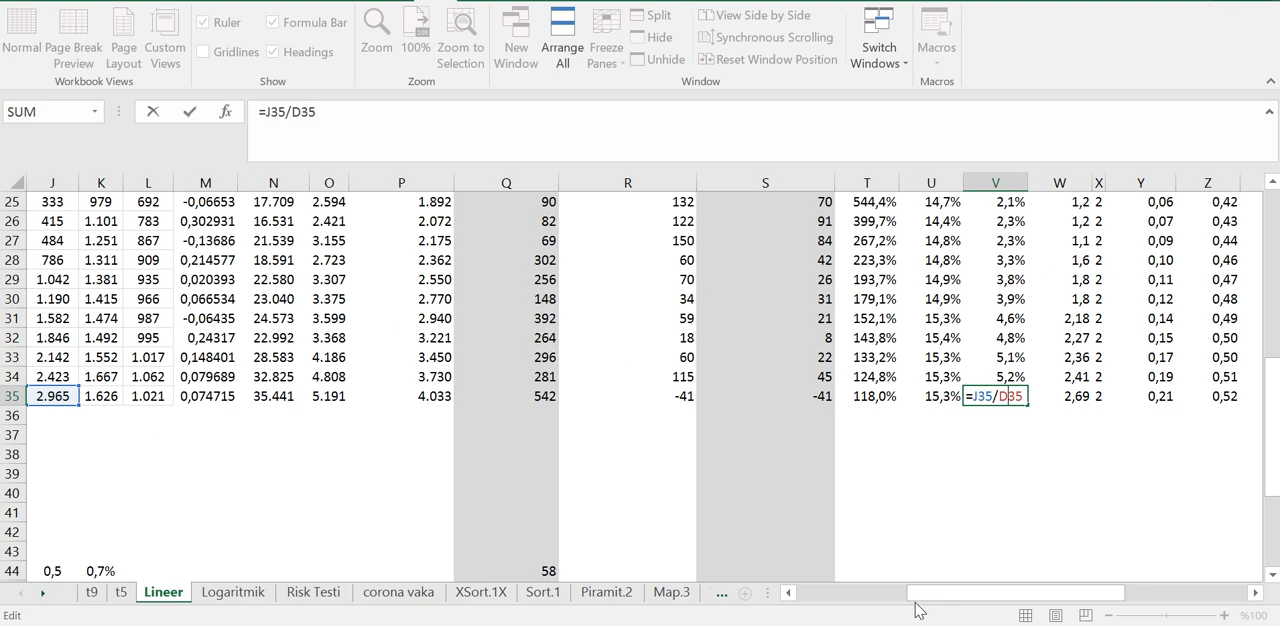 Normal Page Break Preview Page Layout Custom Views
Workbook Views
Ruler Formula Bar
Gridlines Headings
Show
Zoom 100% Zoom to Selection
Zoom
New Window Arrange All Freeze Panes
Split
Hide
Unhide
View Side by Side
Synchronous Scrolling
Reset Window Position
Window
Switch Windows
Macros
Macros
SUM fx =J35/D35
J K L M N O P Q R S T U V W X Y Z
25 333 979 692 -0,06653 17.709 2.594 1.892 90 132 70 544,4% 14,7% 2,1% 1,2 2 0,06 0,42
26 415 1.101 783 0,302931 16.531 2.421 2.072 82 122 91 399,7% 14,4% 2,3% 1,2 2 0,07 0,43
27 484 1.251 867 -0,13686 21.539 3.155 2.175 69 150 84 267,2% 14,8% 2,3% 1,1 2 0,09 0,44
28 786 1.311 909 0,214577 18.591 2.723 2.362 302 60 42 223,3% 14,8% 3,3% 1,6 2 0,10 0,46
29 1.042 1.381 935 0,020393 22.580 3.307 2.550 256 70 26 193,7% 14,9% 3,8% 1,8 2 0,11 0,47
30 1.190 1.415 966 0,066534 23.040 3.375 2.770 148 34 31 179,1% 14,9% 3,9% 1,8 2 0,12 0,48
31 1.582 1.474 987 -0,06435 24.573 3.599 2.940 392 59 21 152,1% 15,3% 4,6% 2,18 2 0,14 0,49
32 1.846 1.492 995 0,24317 22.992 3.368 3.221 264 18 8 143,8% 15,4% 4,8% 2,27 2 0,15 0,50
33 2.142 1.552 1.017 0,148401 28.583 4.186 3.450 296 60 22 133,2% 15,3% 5,1% 2,36 2 0,17 0,50
34 2.423 1.667 1.062 0,079689 32.825 4.808 3.730 281 115 45 124,8% 15,3% 5,2% 2,41 2 0,19 0,51
35 2.965 1.626 1.021 0,074715 35.441 5.191 4.033 542 -41 -41 118,0% 15,3% =J35/D35 2,69 2 0,21 0,52
36
37
38
39
40
41
42
43
44 0,5 0,7% 58
t9 t5 Lineer Logaritmik Risk Testi corona vaka XSort.1X Sort.1 Piramit.2 Map.3 ...
Edit %100